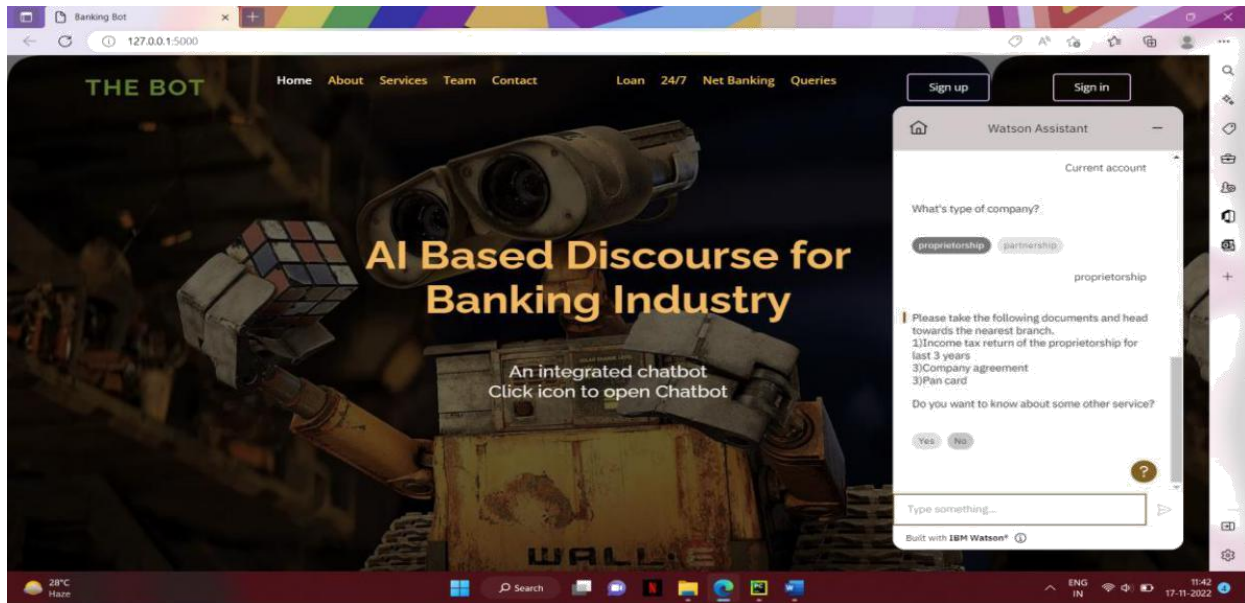 Banking Bot
127.0.0.1:5000
THE BOT
Home About Services Team Contact Loan 24/7 Net Banking Queries
Sign up
Sign in
Watson Assistant
Current account
What's type of company?
proprietorship partnership
proprietorship
Please take the following documents and head
towards the nearest branch.
1)Income tax return of the proprietorship for
last 3 years
3)Company agreement
3)Pan card
Do you want to know about some other service?
Yes No
?
Type something...
Built with IBM Watson®
AI Based Discourse for
Banking Industry
An integrated chatbot
Click icon to open Chatbot
WALL·E
28°C
Haze
Search
ENG
IN
11:42
17-11-2022
4